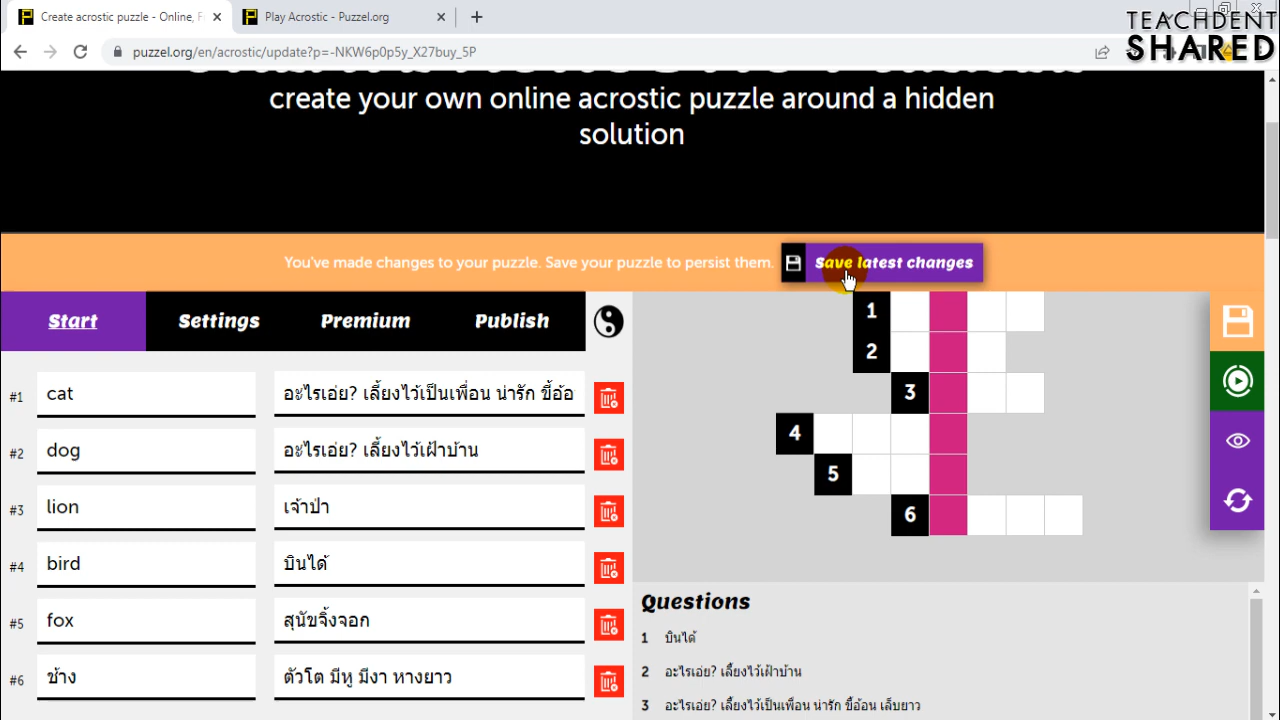 Create acrostic puzzle - Online, F
Play Acrostic - Puzzel.org
TEACHDENT
SHARED
puzzel.org/en/acrostic/update?p=-NKW6p0p5y_X27buy_5P
create your own online acrostic puzzle around a hidden
solution
You've made changes to your puzzle. Save your puzzle to persist them.
Save latest changes
Start
Settings
Premium
Publish
#1 cat อะไรเอ่ย? เลี้ยงไว้เป็นเพื่อน น่ารัก ขี้อ้อ
#2 dog อะไรเอ่ย? เลี้ยงไว้เฝ้าบ้าน
#3 lion เจ้าป่า
#4 bird บินได้
#5 fox สุนัขจิ้งจอก
#6 ช้าง ตัวโต มีหู มีงา หางยาว
1
2
3
4
5
6
Questions
1 บินได้
2 อะไรเอ่ย? เลี้ยงไว้เฝ้าบ้าน
3 อะไรเอ่ย? เลี้ยงไว้เป็นเพื่อน น่ารัก ขี้อ้อน เล็บยาว